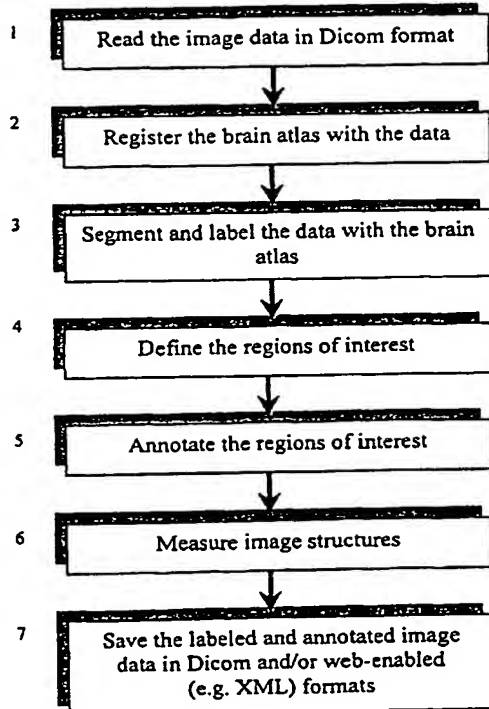 1
Read the image data in Dicom format
2
Register the brain atlas with the data
3
Segment and label the data with the brain
atlas
4
Define the regions of interest
5
Annotate the regions of interest
6
Measure image structures
7
Save the labeled and annotated image
data in Dicom and/or web-enabled
(e.g. XML) formats